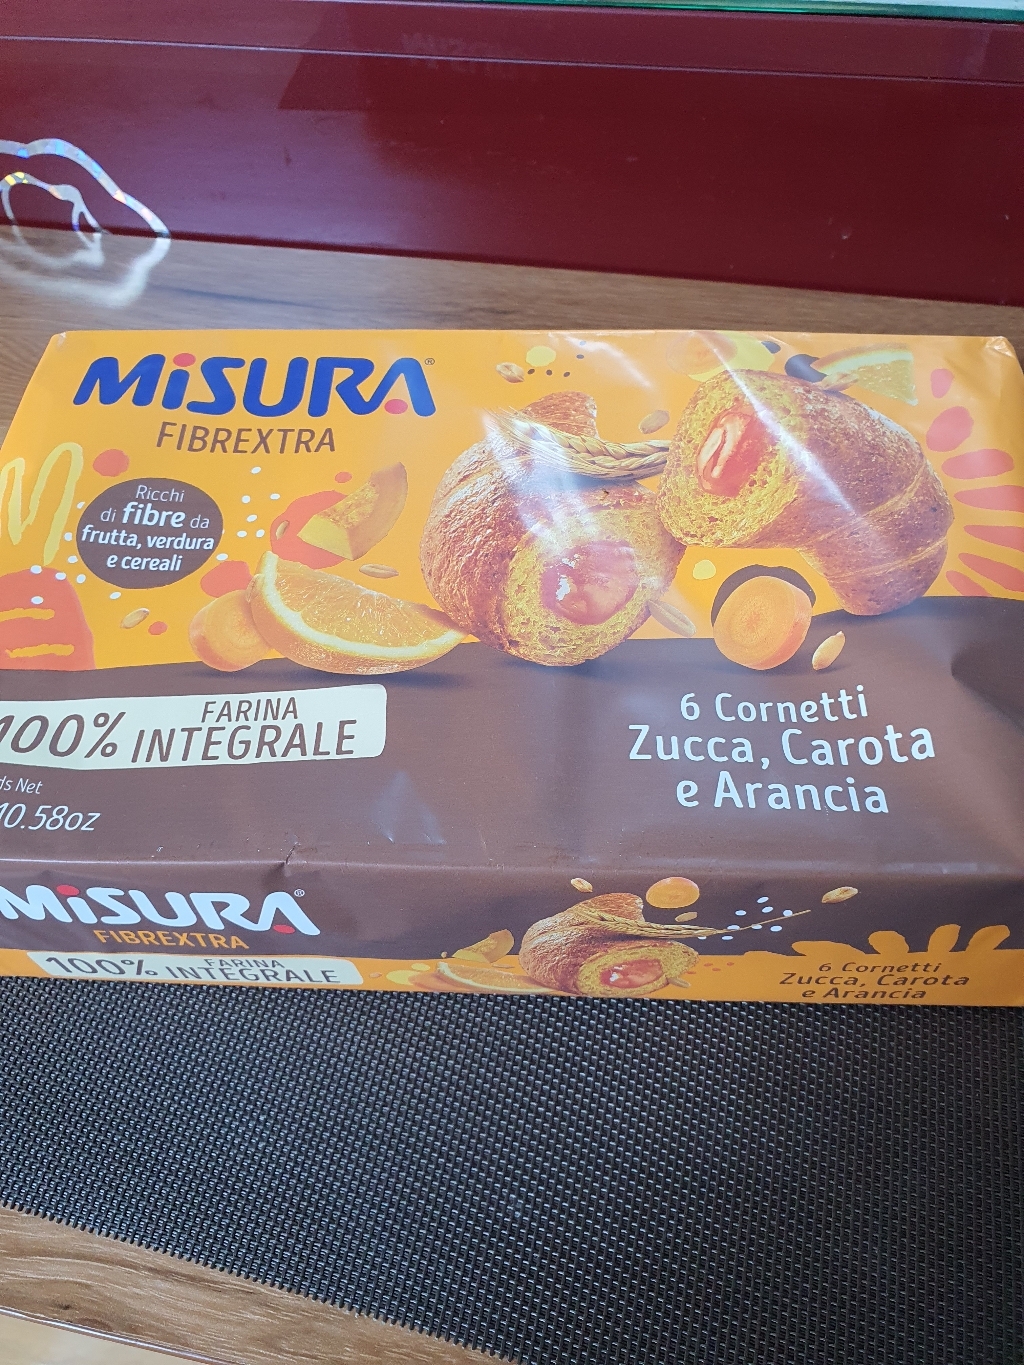 MiSURA®
FIBREXTRA
Ricchi
di fibre da
frutta, verdura
e cereali
100% FARINA
INTEGRALE
Net
10.58oz
6 Cornetti
Zucca, Carota
e Arancia
MiSURA®
FIBREXTRA
100% FARINA
INTEGRALE
6 Cornetti
Zucca, Carota
e Arancia